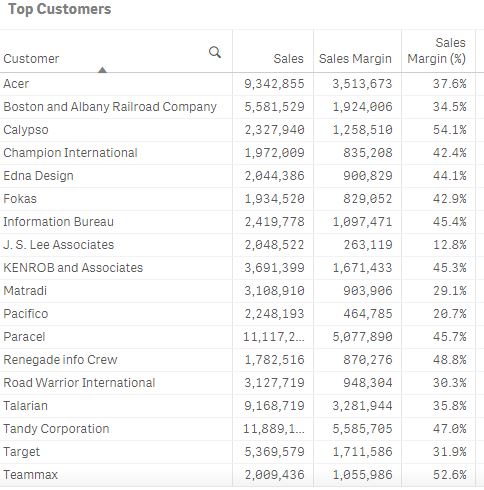 Top Customers
Sales
Customer Sales Sales Margin Margin (%)
Acer 9,342,855 3,513,673 37.6%
Boston and Albany Railroad Company 5,581,529 1,924,006 34.5%
Calypso 2,327,940 1,258,510 54.1%
Champion International 1,972,009 835,208 42.4%
Edna Design 2,044,386 900,829 44.1%
Fokas 1,934,520 829,052 42.9%
Information Bureau 2,419,778 1,097,471 45.4%
J. S. Lee Associates 2,048,522 263,119 12.8%
KENROB and Associates 3,691,399 1,671,433 45.3%
Matradi 3,108,910 903,906 29.1%
Pacifico 2,248,193 464,785 20.7%
Paracel 11,117,2... 5,077,890 45.7%
Renegade info Crew 1,782,516 870,276 48.8%
Road Warrior International 3,127,719 948,304 30.3%
Talarian 9,168,719 3,281,944 35.8%
Tandy Corporation 11,889,1... 5,585,705 47.0%
Target 5,369,579 1,711,586 31.9%
Teammax 2,009,436 1,055,986 52.6%